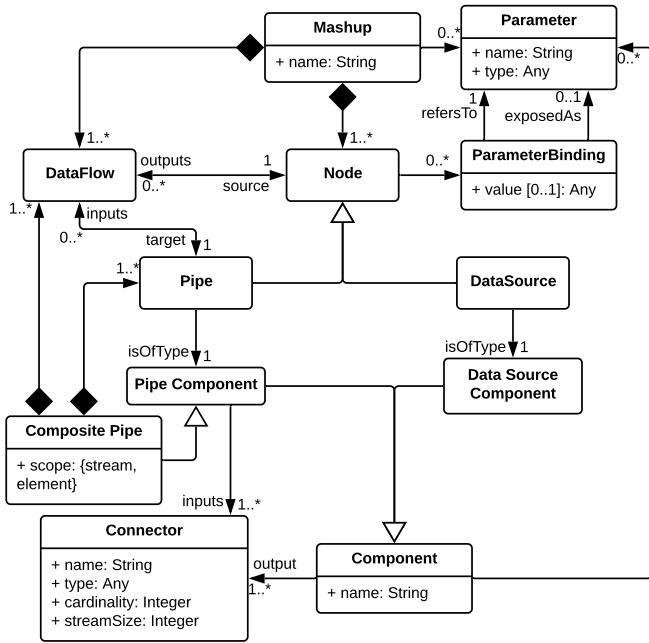 Mashup
+ name: String
Parameter
+ name: String
+ type: Any
0..*
0..*
1
refersTo
0..1
exposedAs
1..*
1..*
DataFlow
outputs
0..*
1
source
Node
0..*
ParameterBinding
+ value [0..1]: Any
1..*
inputs
0..*
target
1
1..*
Pipe
DataSource
isOfType
1
isOfType
1
Pipe Component
Data Source
Component
Composite Pipe
+ scope: {stream,
element}
inputs
1..*
Connector
+ name: String
+ type: Any
+ cardinality: Integer
+ streamSize: Integer
output
1..*
Component
+ name: String